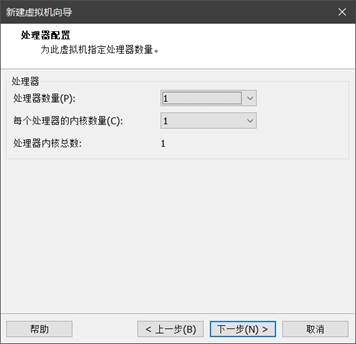 新建虚拟机向导
处理器配置
为此虚拟机指定处理器数量。
处理器
处理器数量(P): 1
每个处理器的内核数量(C): 1
处理器内核总数: 1
帮助 < 上一步(B) 下一步(N) > 取消